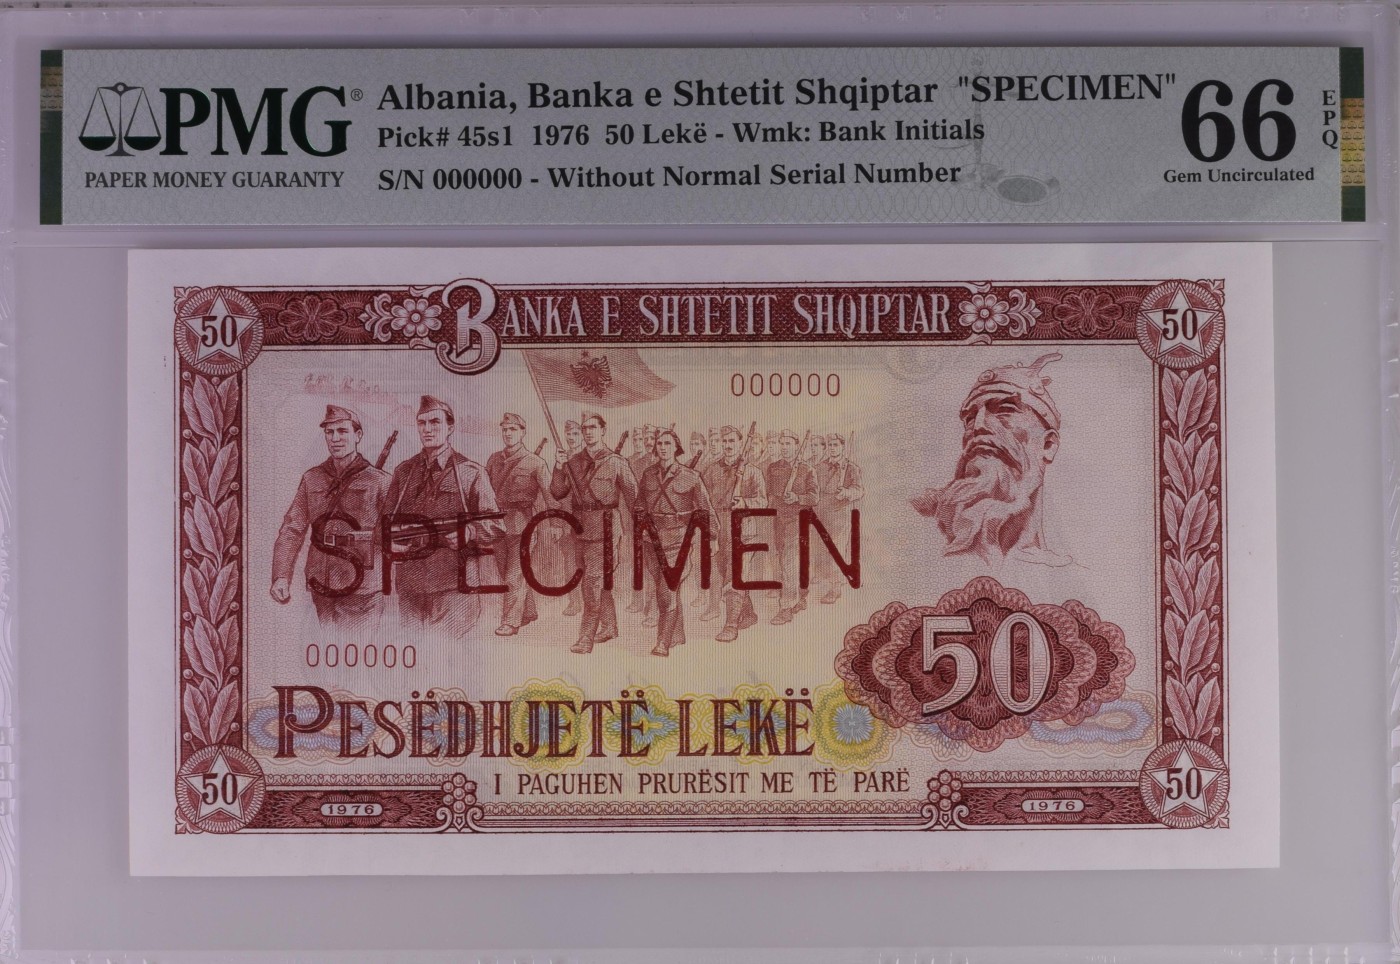 PMG®
PAPER MONEY GUARANTY
Albania, Banka e Shtetit Shqiptar "SPECIMEN"
Pick# 45s1 1976 50 Lekë - Wmk: Bank Initials
S/N 000000 - Without Normal Serial Number
66
EPQ
Gem Uncirculated
50
BANKA E SHTETIT SHQIPTAR
50
000000
SPECIMEN
000000
50
PESËDHJETË LEKË
I PAGUHEN PRURËSIT ME TË PARË
50
1976
1976
50